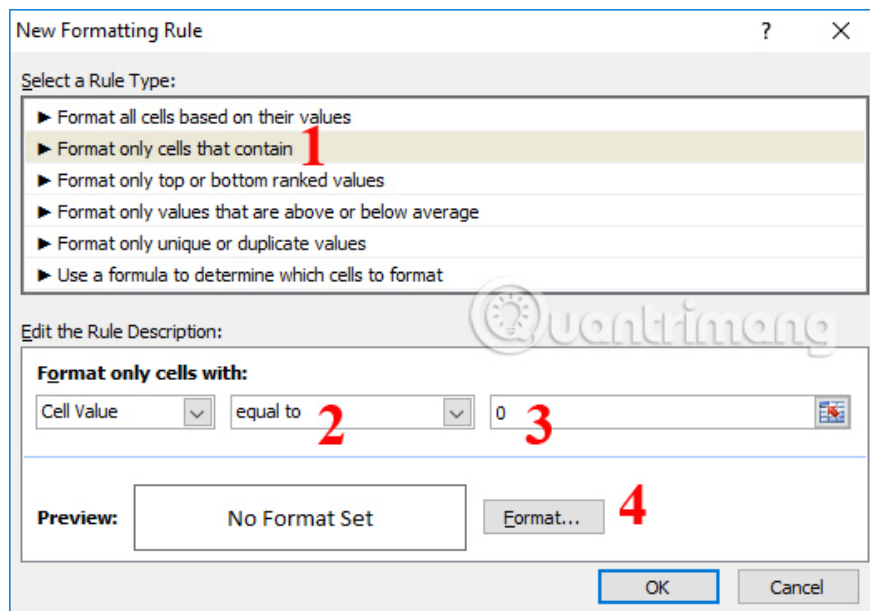 New Formatting Rule ? ×
Select a Rule Type:
► Format all cells based on their values
► Format only cells that contain 1
► Format only top or bottom ranked values
► Format only values that are above or below average
► Format only unique or duplicate values
► Use a formula to determine which cells to format
Quantrimang
Edit the Rule Description:
Format only cells with:
Cell Value equal to 2 0 3
Preview: No Format Set Format... 4
OK Cancel